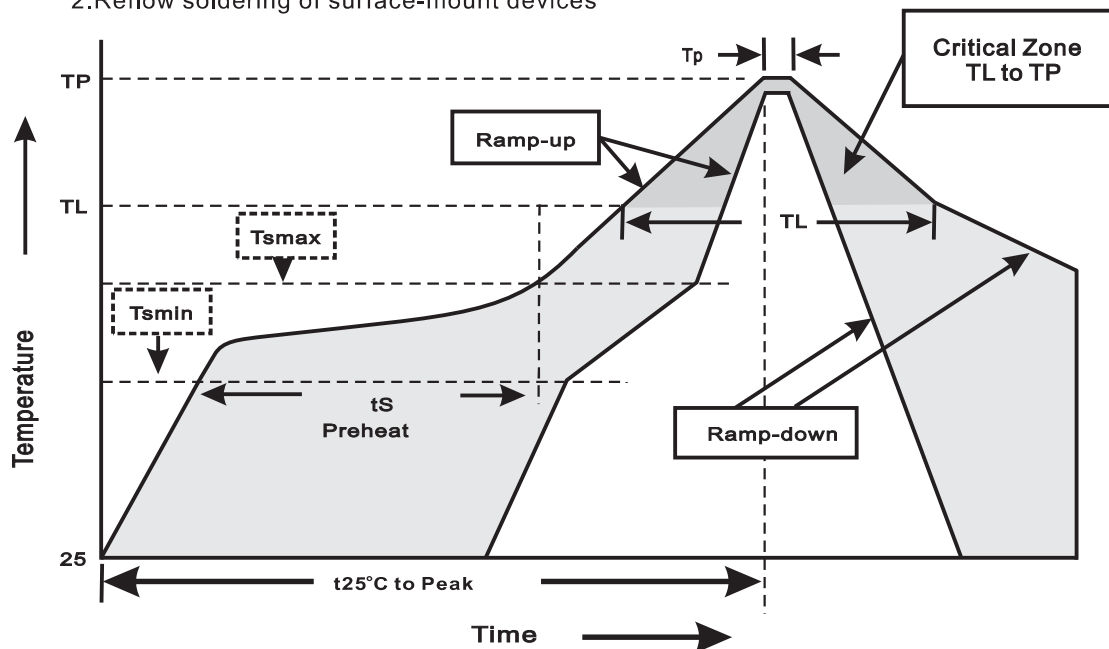 2.Reflow soldering of surface-mount devices
Tp
Critical Zone
TL to TP
TP
Ramp-up
TL
Tsmax
TL
Tsmin
Temperature
tS
Preheat
Ramp-down
25
t25°C to Peak
Time